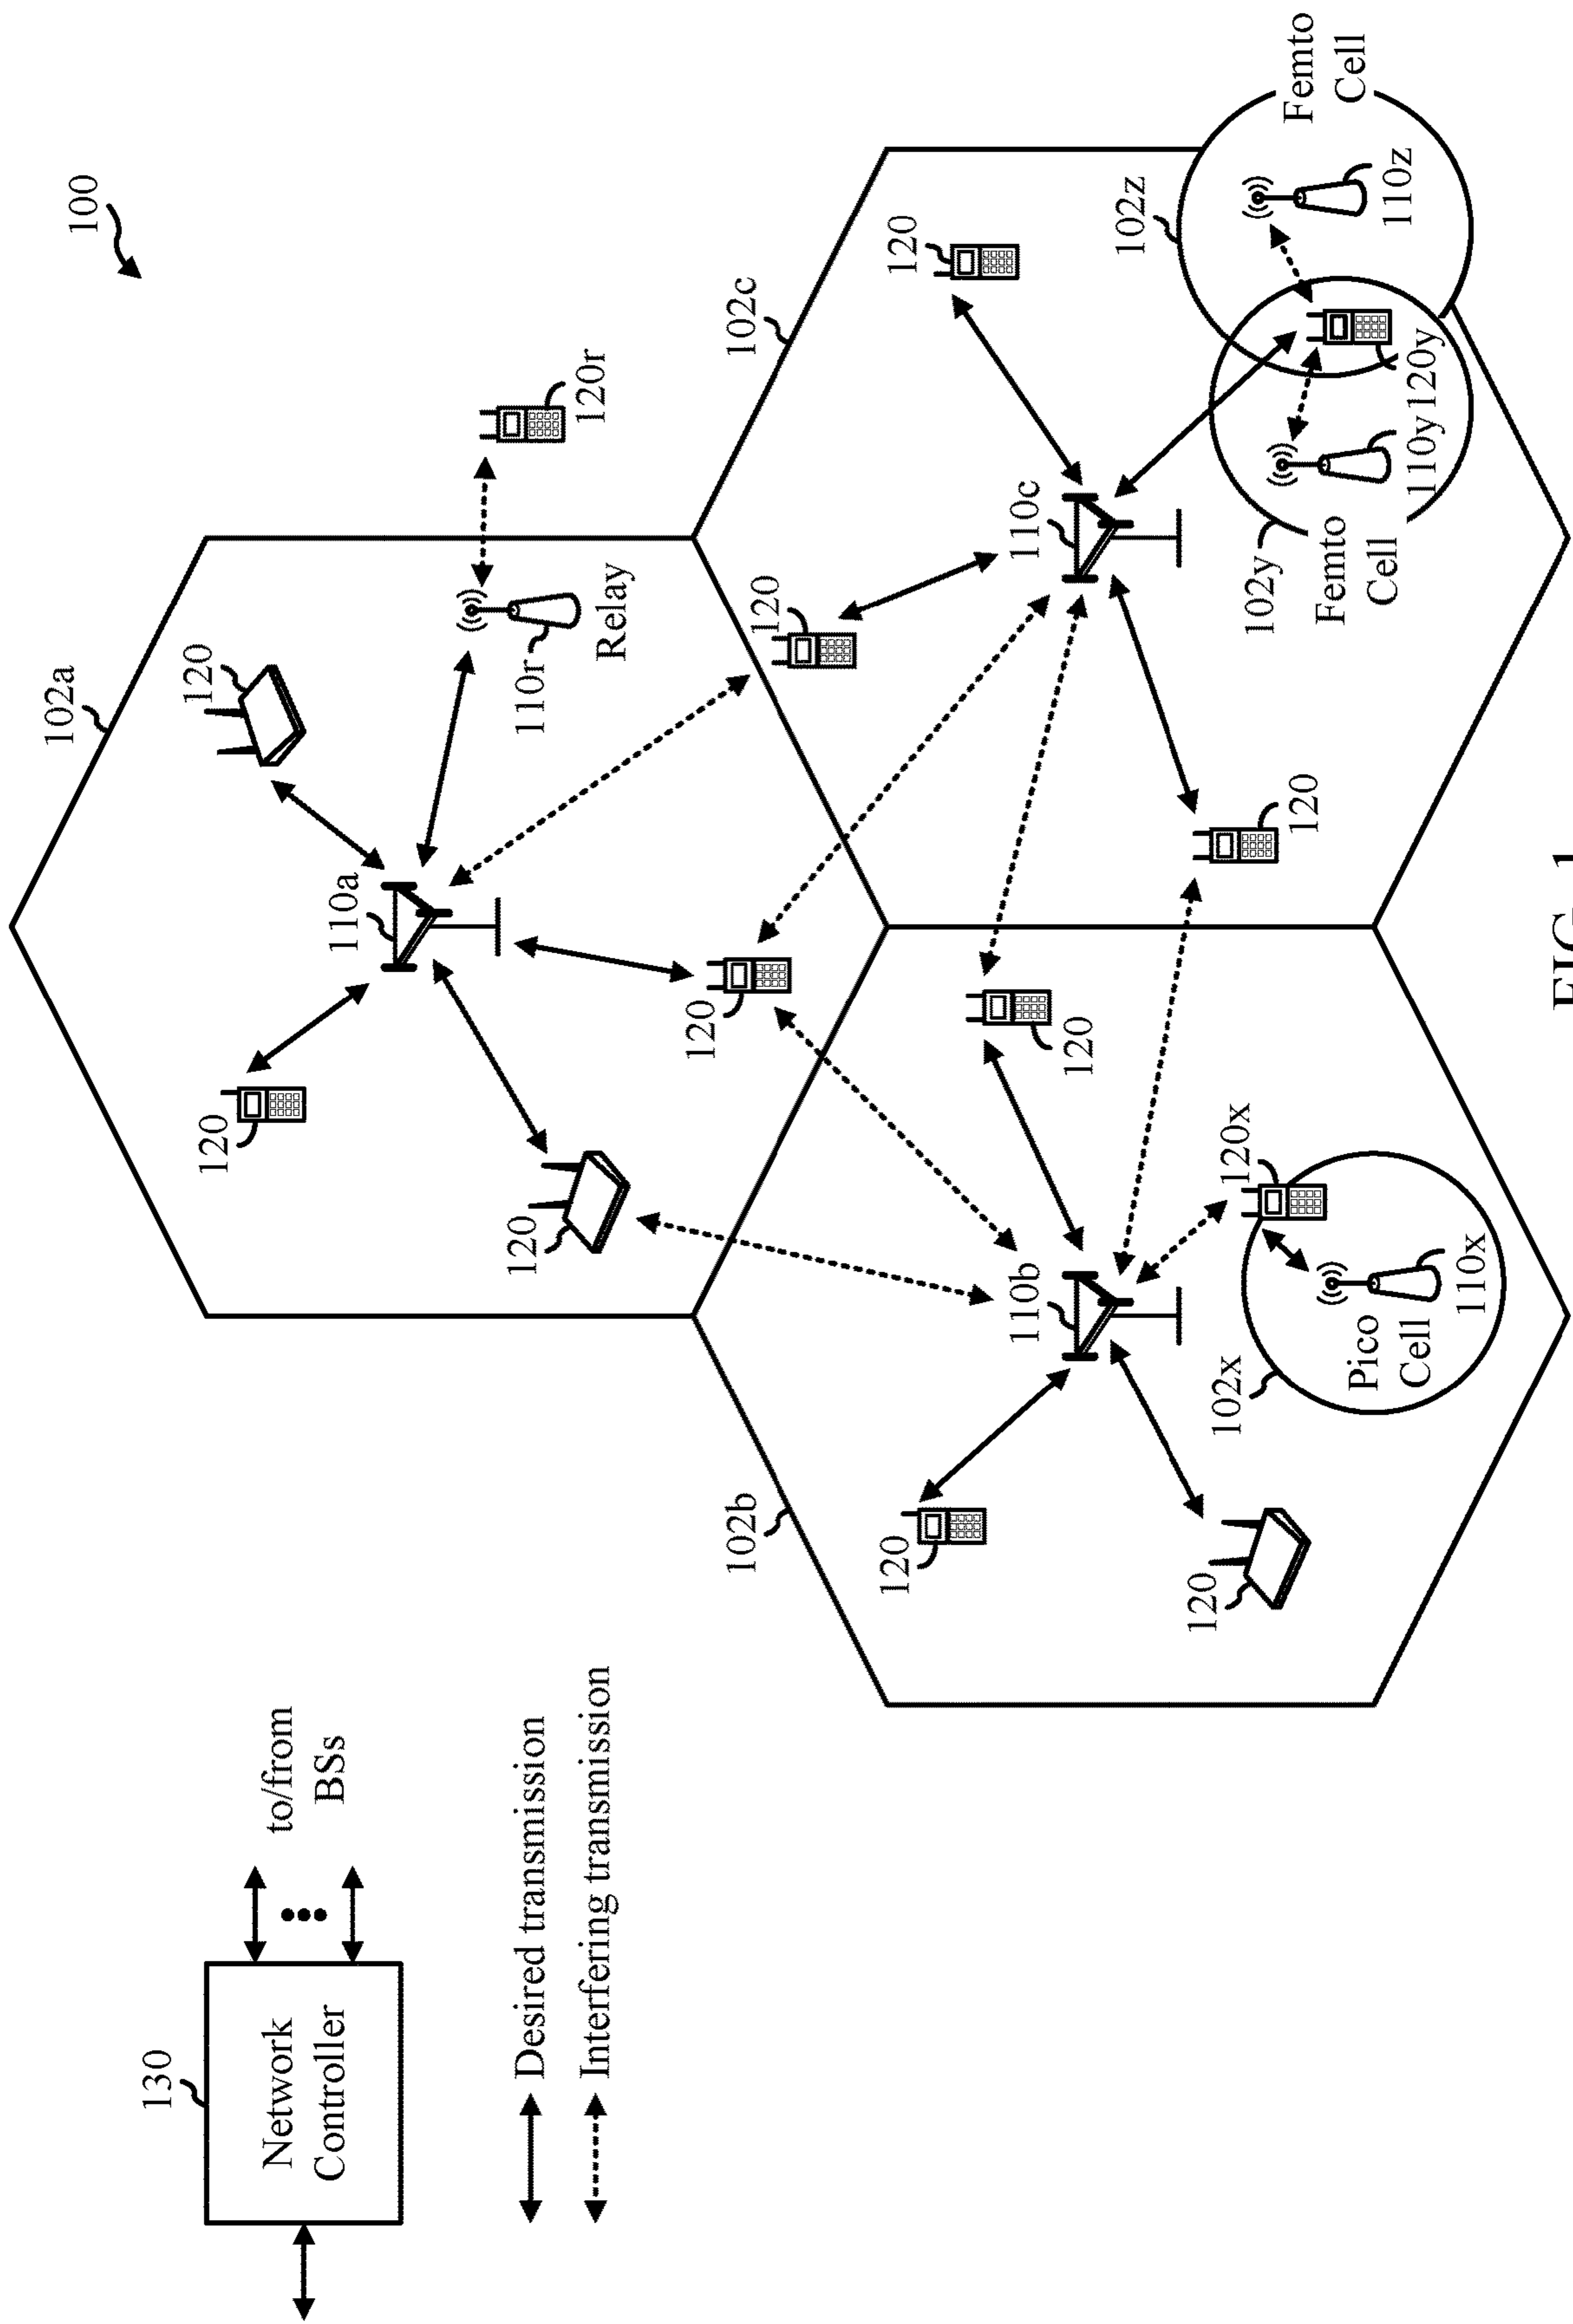 100
130
Network
Controller
to/from
BSs
Desired transmission
Interfering transmission
102a
120
120
110a
120
120
110r
Relay
120r
120
102b
120
110b
120
120
102x
Pico
Cell
110x
120x
102c
120
120
110c
120
102y
Femto
Cell
110y
120y
102z
110z
Femto
Cell
FIG. 1